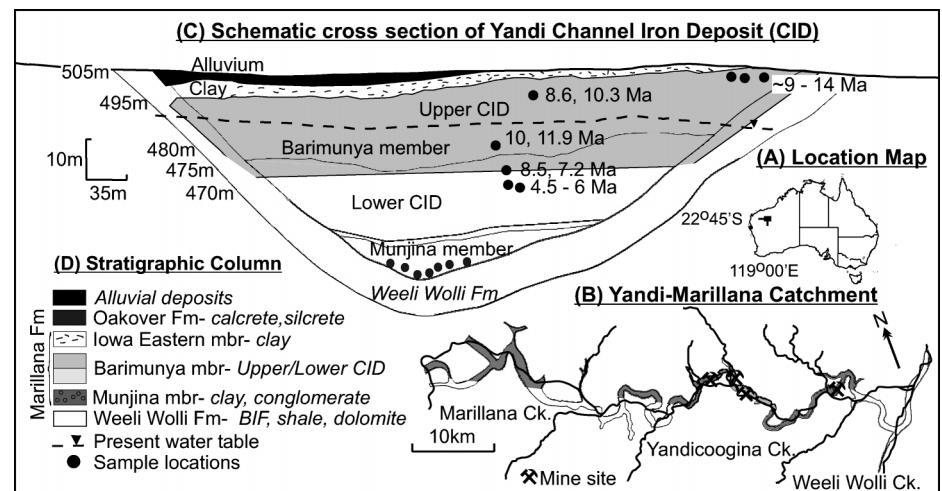 (C) Schematic cross section of Yandi Channel Iron Deposit (CID)
505m
Alluvium
Clay
~9 - 14 Ma
495m
Upper CID
8.6, 10.3 Ma
10, 11.9 Ma
Barimunya member
480m
475m
470m
10m
35m
8.5, 7.2 Ma
4.5 - 6 Ma
Lower CID
Munjina member
Weeli Wolli Fm
(A) Location Map
22°45'S
119°00'E
(D) Stratigraphic Column
Marillana Fm
Alluvial deposits
Oakover Fm- calcrete,silcrete
Iowa Eastern mbr- clay
Barimunya mbr- Upper/Lower CID
Munjina mbr- clay, conglomerate
Weeli Wolli Fm- BIF, shale, dolomite
Present water table
Sample locations
(B) Yandi-Marillana Catchment
N
Marillana Ck.
10km
Yandicoogina Ck.
Mine site
Weeli Wolli Ck.